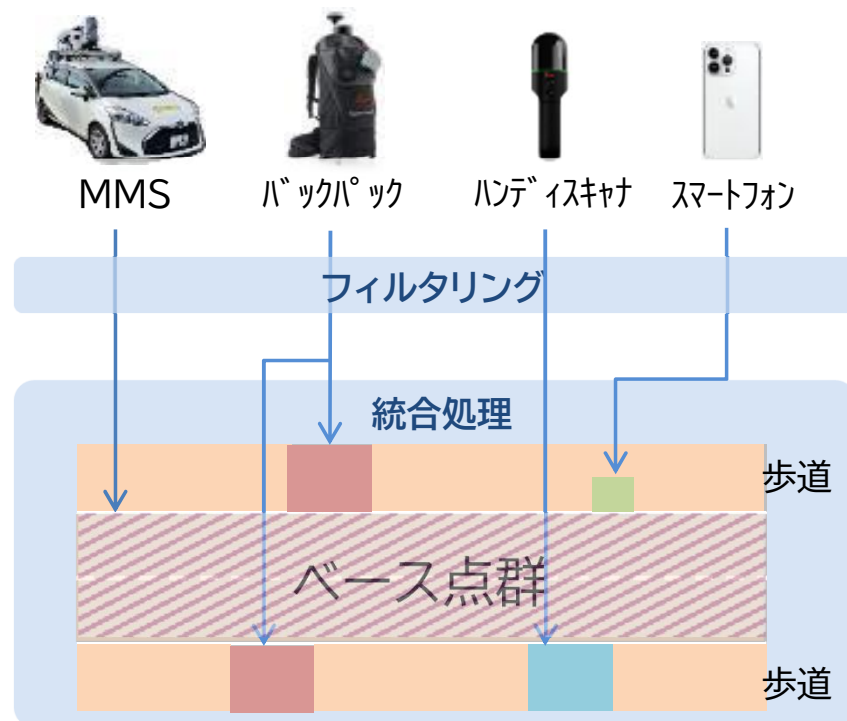 MMS
ﾊﾞｯｸﾊﾟｯｸ
ﾊﾝﾃﾞｨｽｷｬﾅ
ｽﾏｰﾄﾌｫﾝ
フィルタリング
統合処理
歩道
ベース点群
歩道